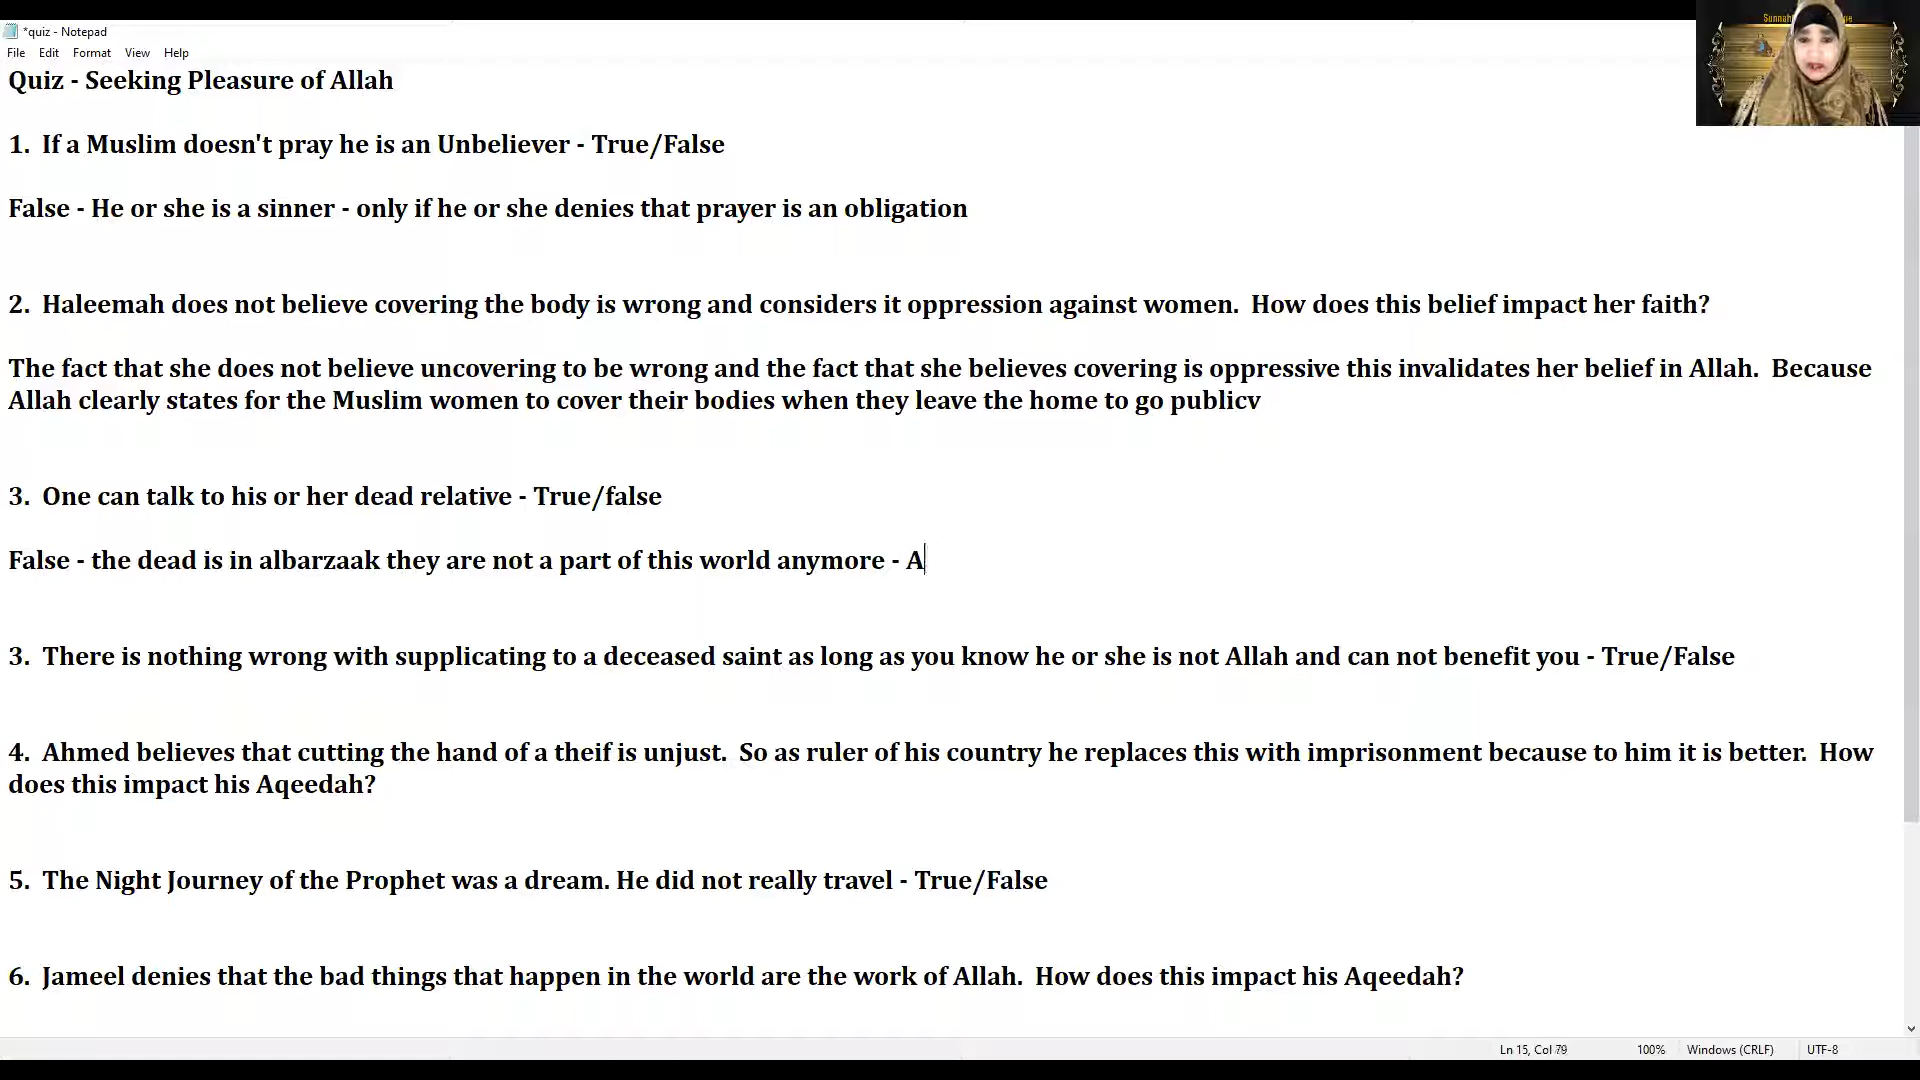 *quiz - Notepad
File Edit Format View Help
Quiz - Seeking Pleasure of Allah
1. If a Muslim doesn't pray he is an Unbeliever - True/False
False - He or she is a sinner - only if he or she denies that prayer is an obligation
2. Haleemah does not believe covering the body is wrong and considers it oppression against women. How does this belief impact her faith?
The fact that she does not believe uncovering to be wrong and the fact that she believes covering is oppressive this invalidates her belief in Allah. Because
Allah clearly states for the Muslim women to cover their bodies when they leave the home to go publicv
3. One can talk to his or her dead relative - True/false
False - the dead is in albarzaak they are not a part of this world anymore - A
3. There is nothing wrong with supplicating to a deceased saint as long as you know he or she is not Allah and can not benefit you - True/False
4. Ahmed believes that cutting the hand of a theif is unjust. So as ruler of his country he replaces this with imprisonment because to him it is better. How
does this impact his Aqeedah?
5. The Night Journey of the Prophet was a dream. He did not really travel - True/False
6. Jameel denies that the bad things that happen in the world are the work of Allah. How does this impact his Aqeedah?
Ln 15, Col 79 100% Windows (CRLF) UTF-8